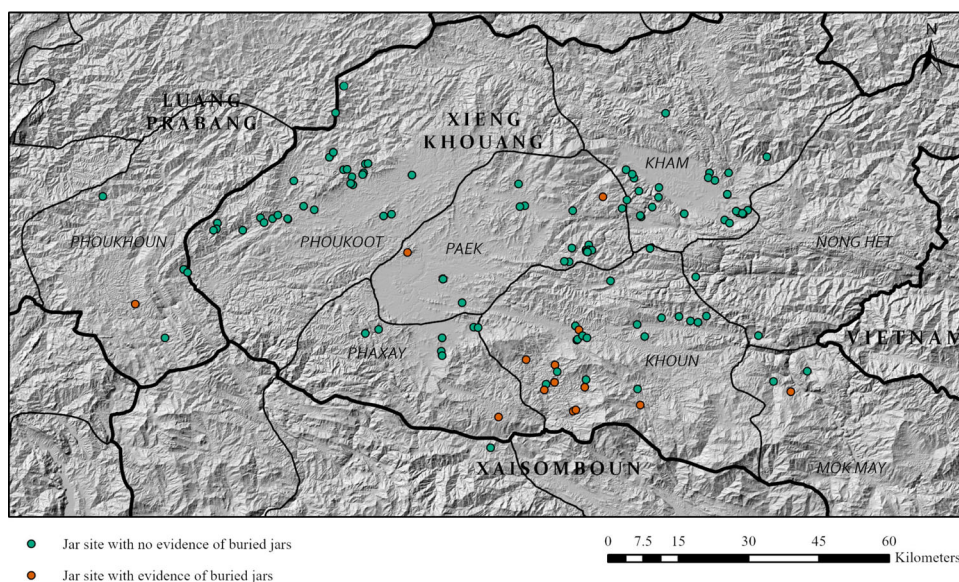 N
LUANG
PRABANG
XIENG
KHOUANG
KHAM
PHOUKHOUN
PHOUKOOT
PAEK
NONG HET
VIETNAM
PHAXAY
KHOUN
XAISOMBOUN
MOK MAY
Jar site with no evidence of buried jars
Jar site with evidence of buried jars
0 7.5 15 30 45 60
Kilometers